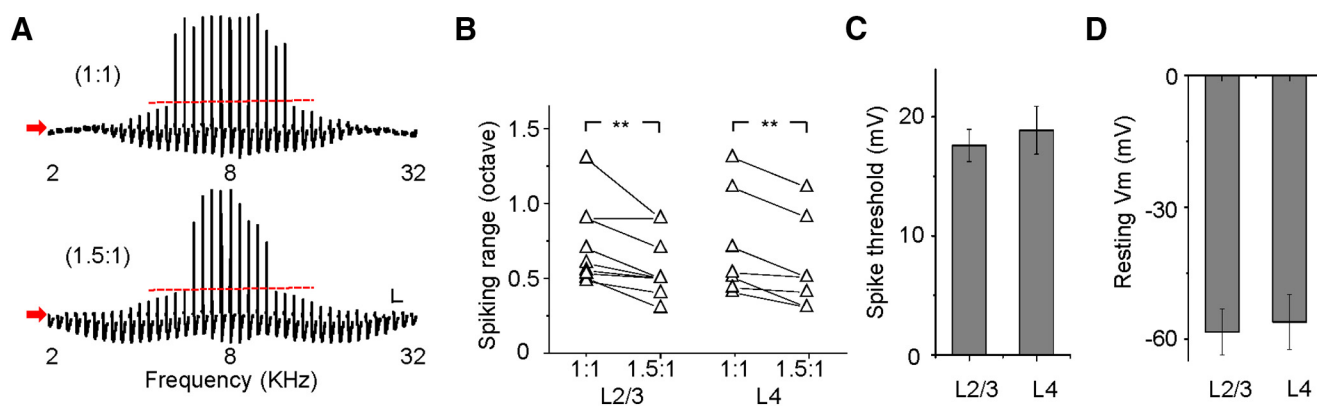 A
(1:1)
2 8 32
(1.5:1)
2 8 32
Frequency (KHz)
B
Spiking range (octave)
1.5
1.0
0.5
0
** **
1:1 1.5:1 1:1 1.5:1
L2/3 L4
C
Spike threshold (mV)
20
10
0
L2/3 L4
D
Resting Vm (mV)
0
-30
-60
L2/3 L4